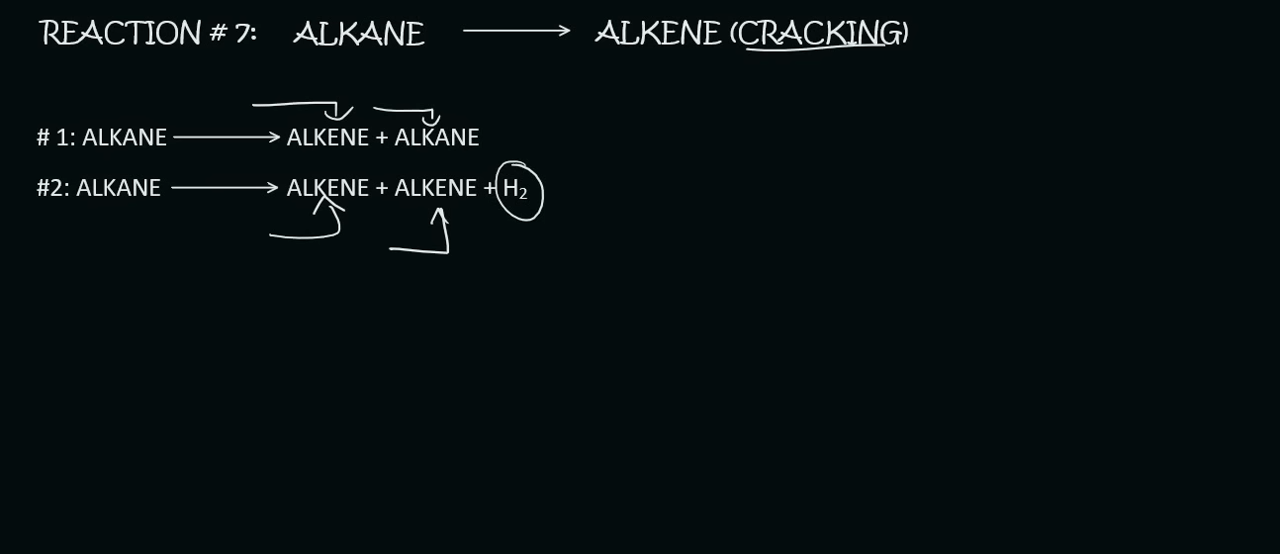 REACTION # 7: ALKANE ⟶ ALKENE (CRACKING)
# 1: ALKANE ⟶ ALKENE + ALKANE
#2: ALKANE ⟶ ALKENE + ALKENE + H₂